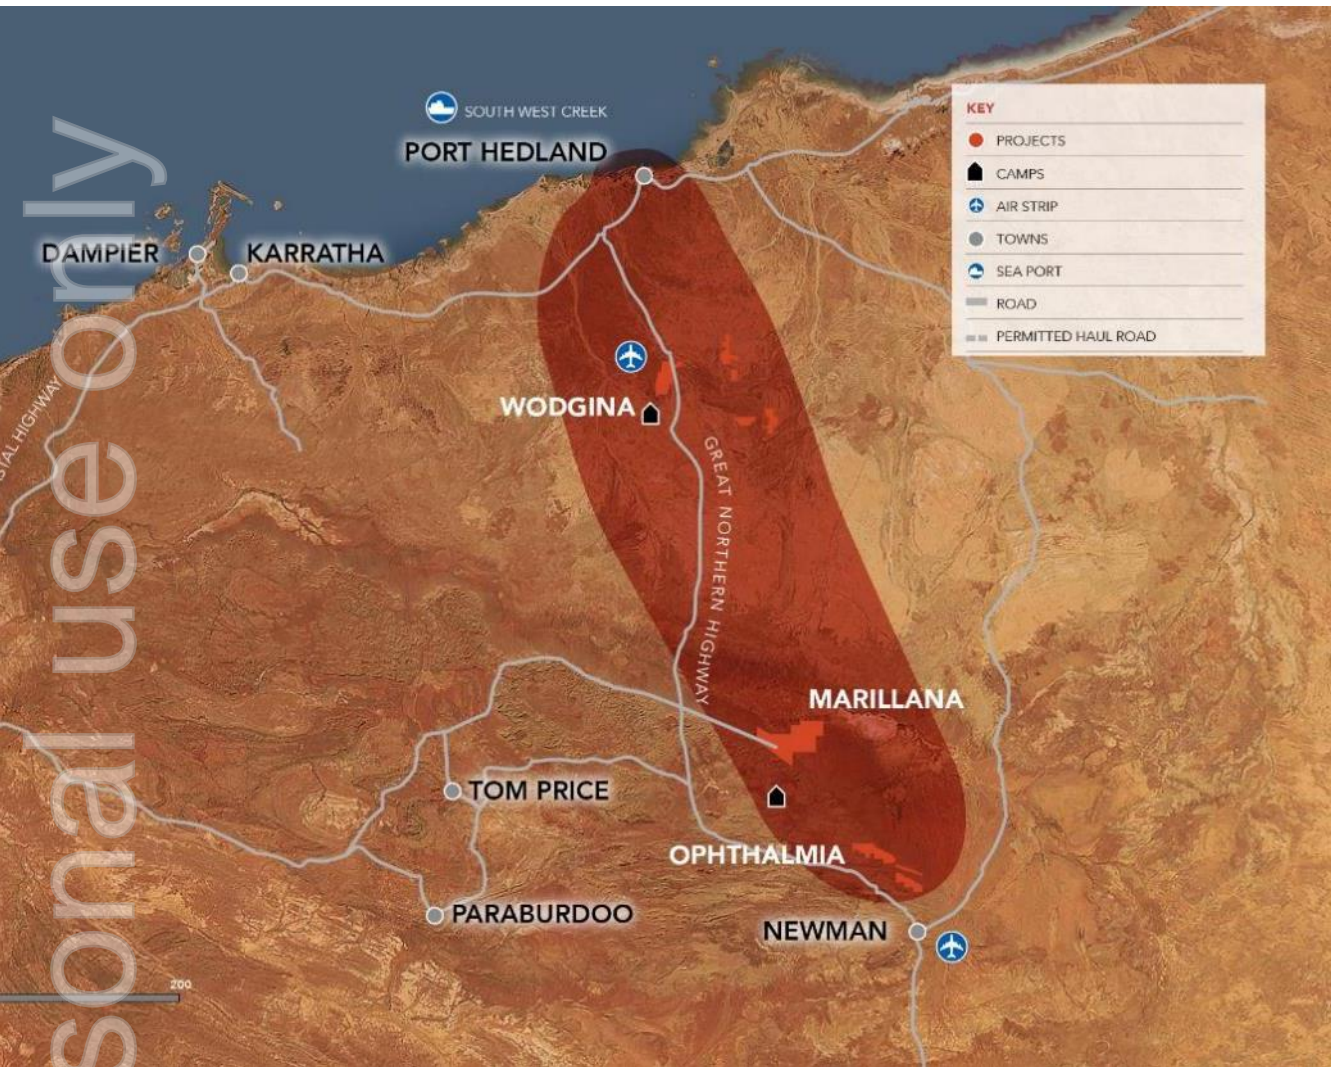 SOUTH WEST CREEK
PORT HEDLAND
KEY
PROJECTS
CAMPS
AIR STRIP
TOWNS
SEA PORT
ROAD
PERMITTED HAUL ROAD
DAMPIER
KARRATHA
WODGINA
GREAT NORTHERN HIGHWAY
MARILLANA
TOM PRICE
OPHTHALMIA
PARABURDOO
NEWMAN
200
HIGHWAY
sonal use only